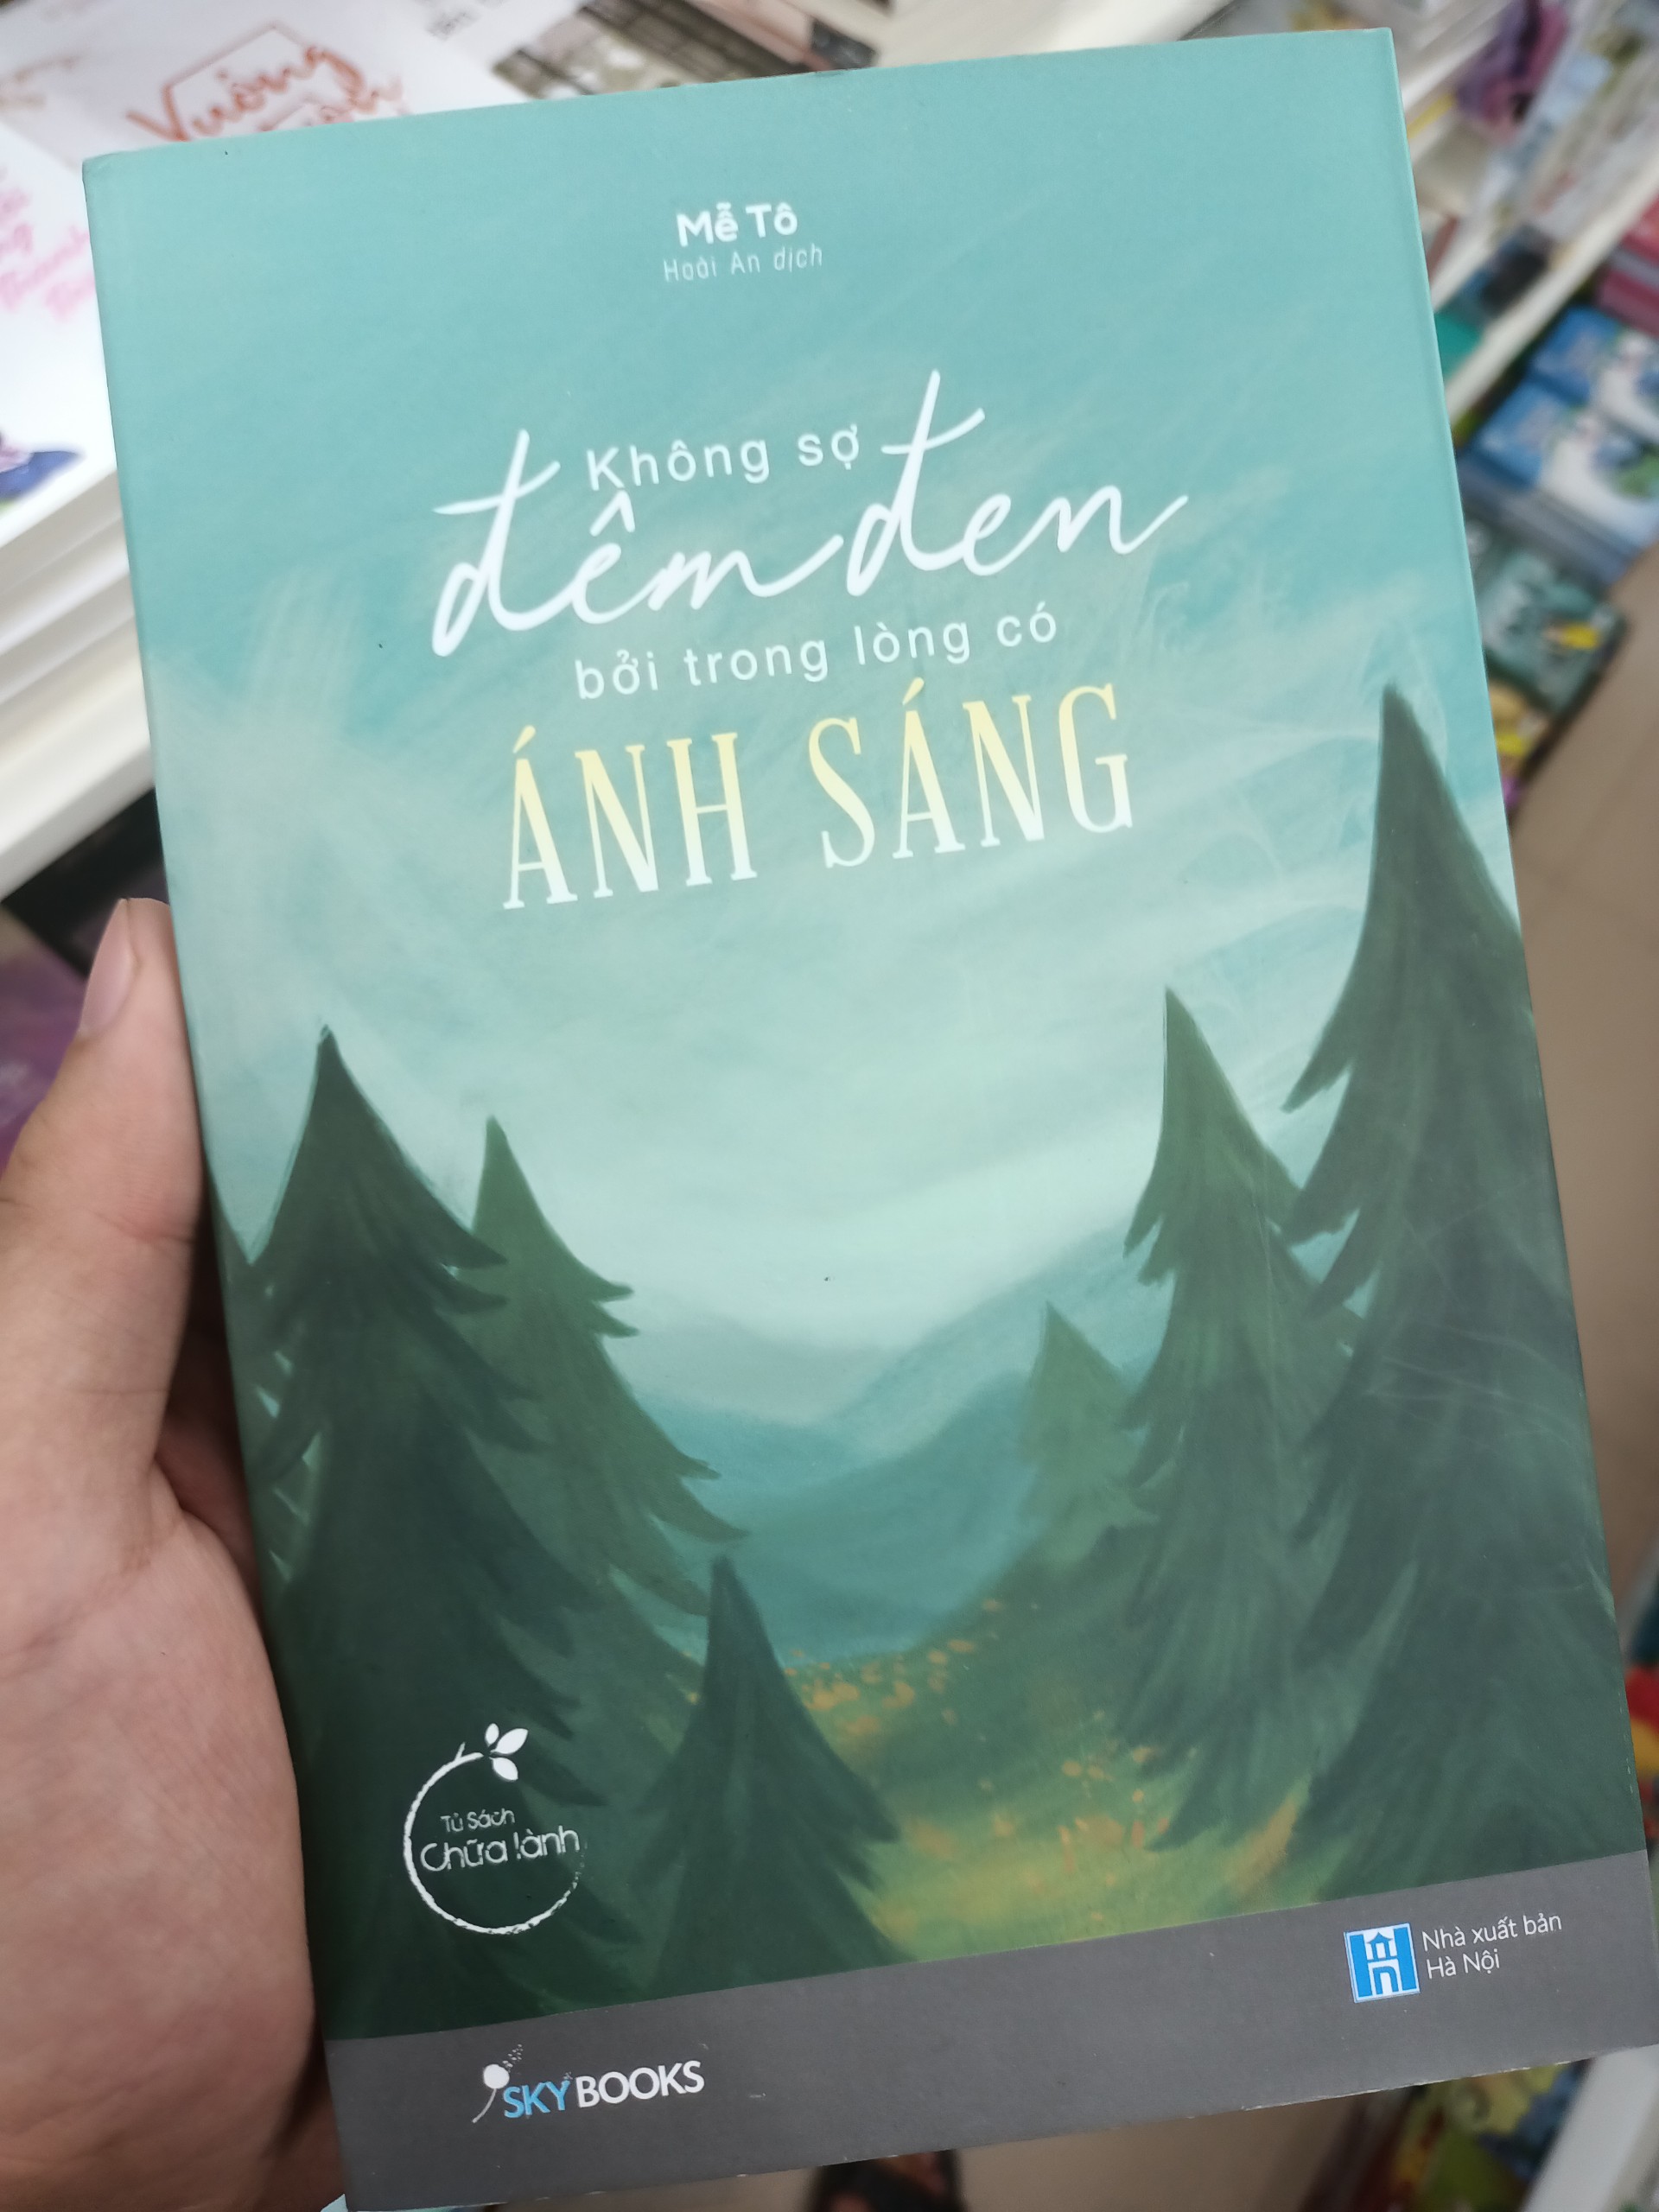 Vương
Mễ Tô
Hoài An dịch
Không sợ
đêm đen
bởi trong lòng có
ÁNH SÁNG
Tủ Sách
Chữa lành
Nhà xuất bản
Hà Nội
SKYBOOKS